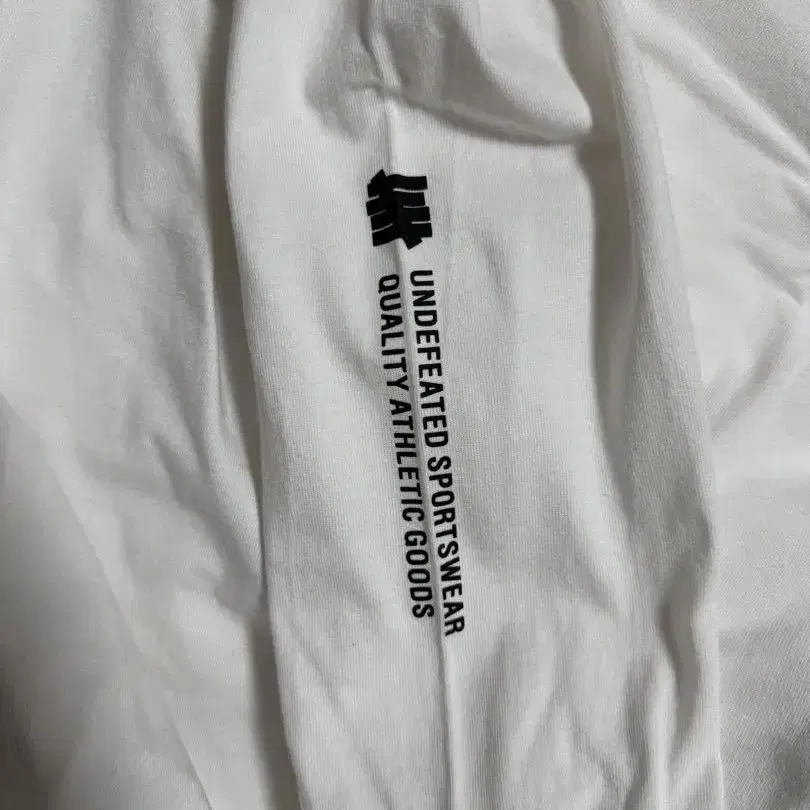 UNDEFEATED SPORTSWEAR
QUALITY ATHLETIC GOODS